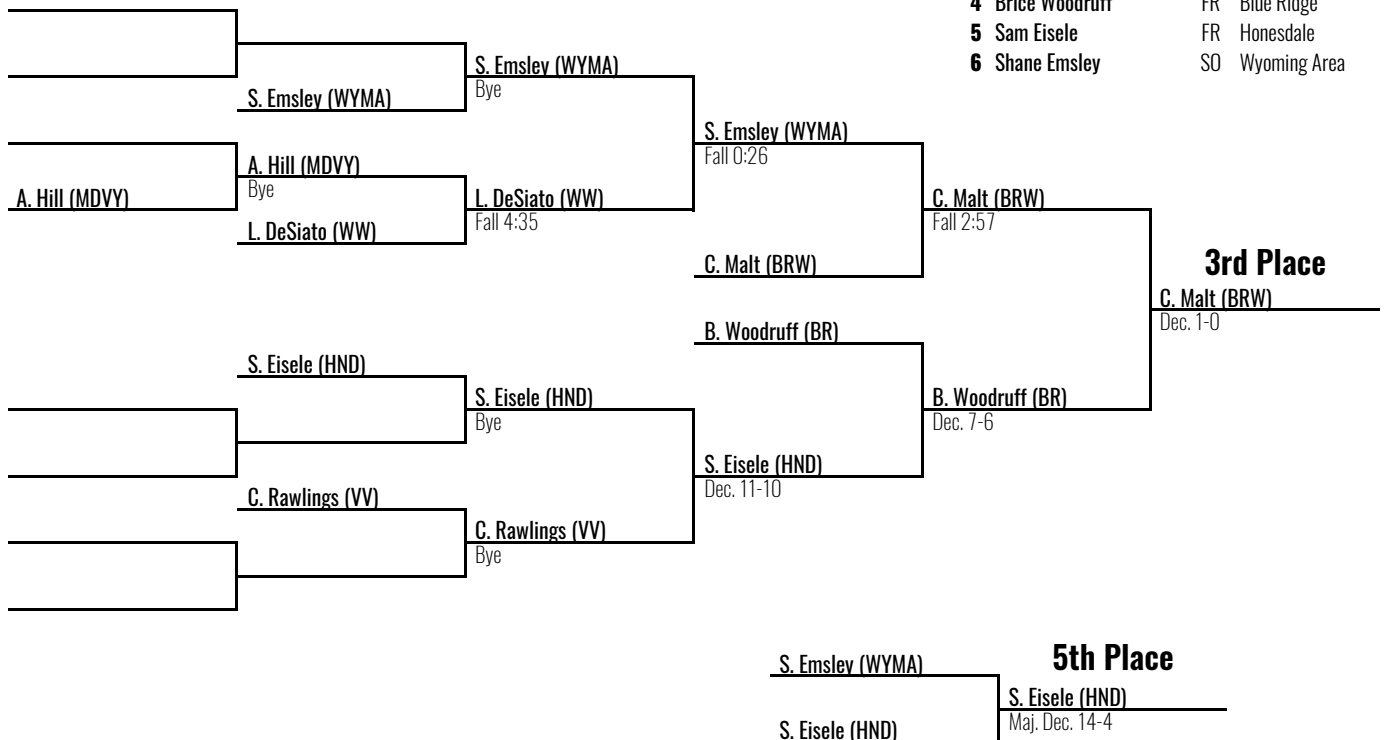 4 Brice Woodruff FR Blue Ridge
5 Sam Eisele FR Honesdale
6 Shane Emsley SO Wyoming Area
S. Emsley (WYMA)
Bye
S. Emsley (WYMA)
S. Emsley (WYMA)
Fall 0:26
A. Hill (MDVY)
Bye
A. Hill (MDVY)
L. DeSiato (WW)
Fall 4:35
L. DeSiato (WW)
C. Malt (BRW)
Fall 2:57
C. Malt (BRW)
3rd Place
C. Malt (BRW)
Dec. 1-0
B. Woodruff (BR)
S. Eisele (HND)
S. Eisele (HND)
Bye
B. Woodruff (BR)
Dec. 7-6
S. Eisele (HND)
Dec. 11-10
C. Rawlings (VV)
C. Rawlings (VV)
Bye
5th Place
S. Emsley (WYMA)
S. Eisele (HND)
Maj. Dec. 14-4
S. Eisele (HND)